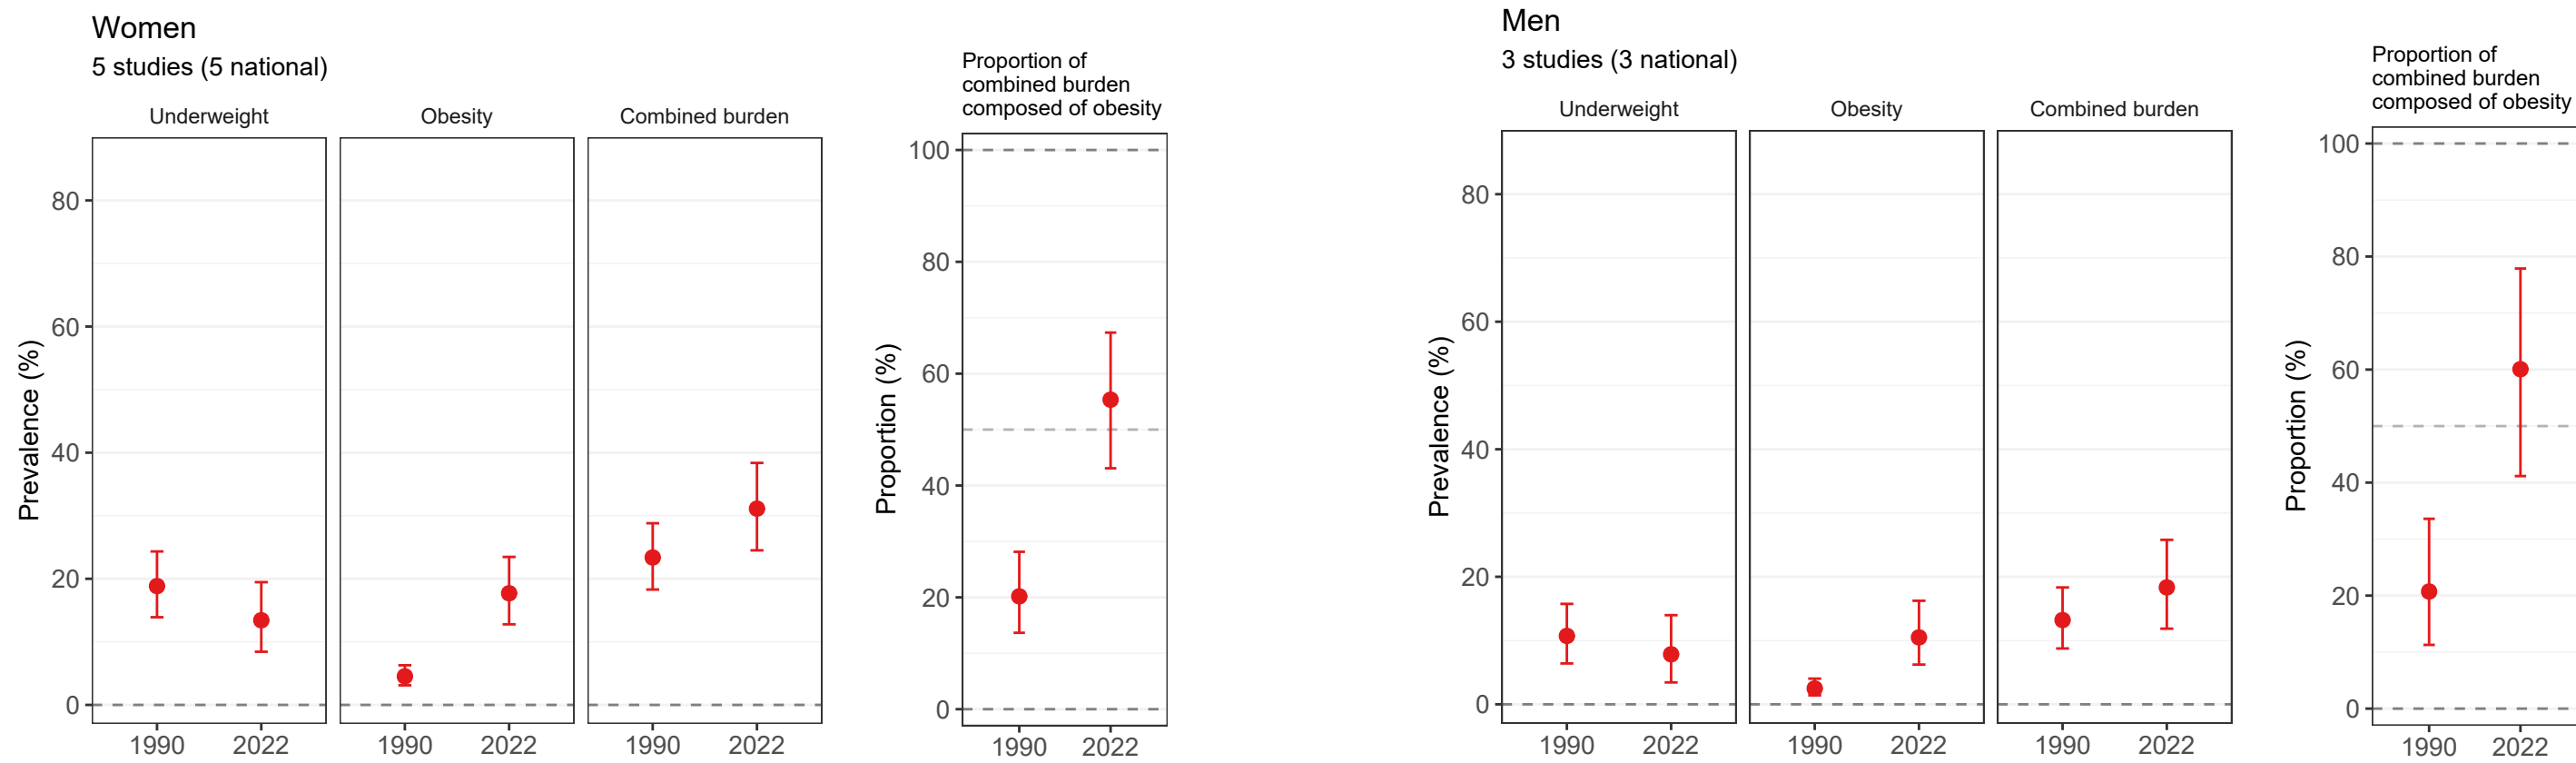 Women
5 studies (5 national)
Underweight
Obesity
Combined burden
Prevalence (%)
80
60
40
20
0
1990 2022
1990 2022
1990 2022
Proportion of
combined burden
composed of obesity
Proportion (%)
100
80
60
40
20
0
1990 2022
Men
3 studies (3 national)
Underweight
Obesity
Combined burden
Prevalence (%)
80
60
40
20
0
1990 2022
1990 2022
1990 2022
Proportion of
combined burden
composed of obesity
Proportion (%)
100
80
60
40
20
0
1990 2022